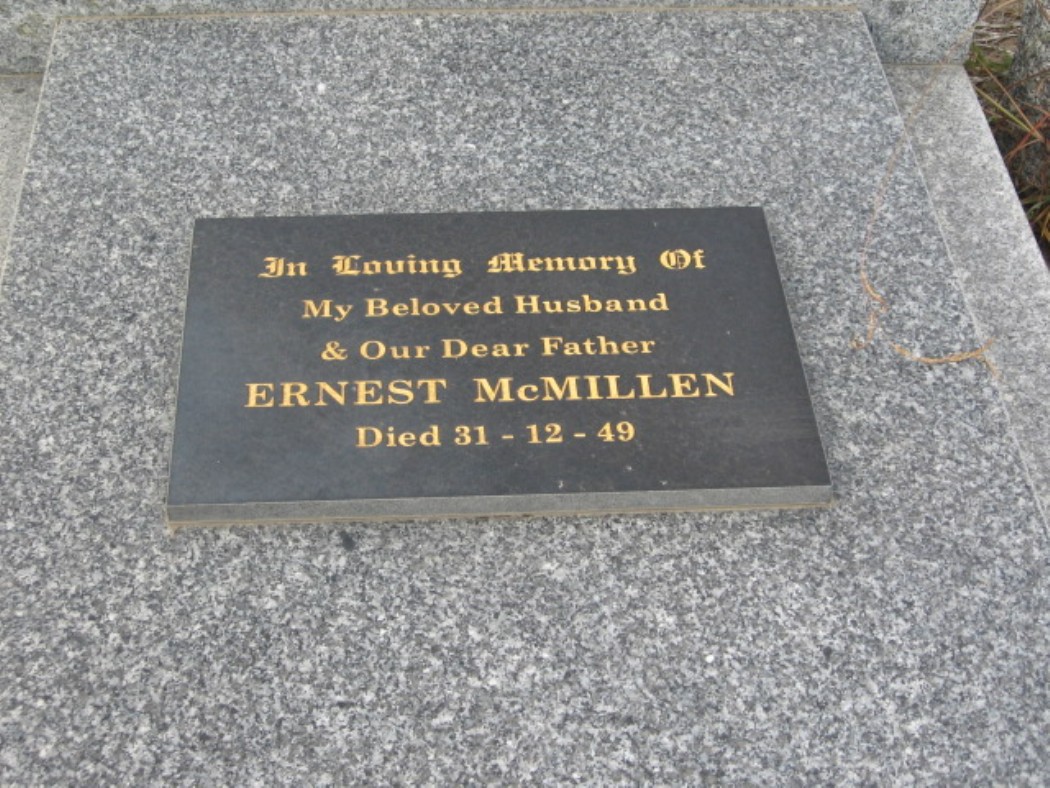 In Loving Memory Of
My Beloved Husband
& Our Dear Father
ERNEST McMILLEN
Died 31 - 12 - 49